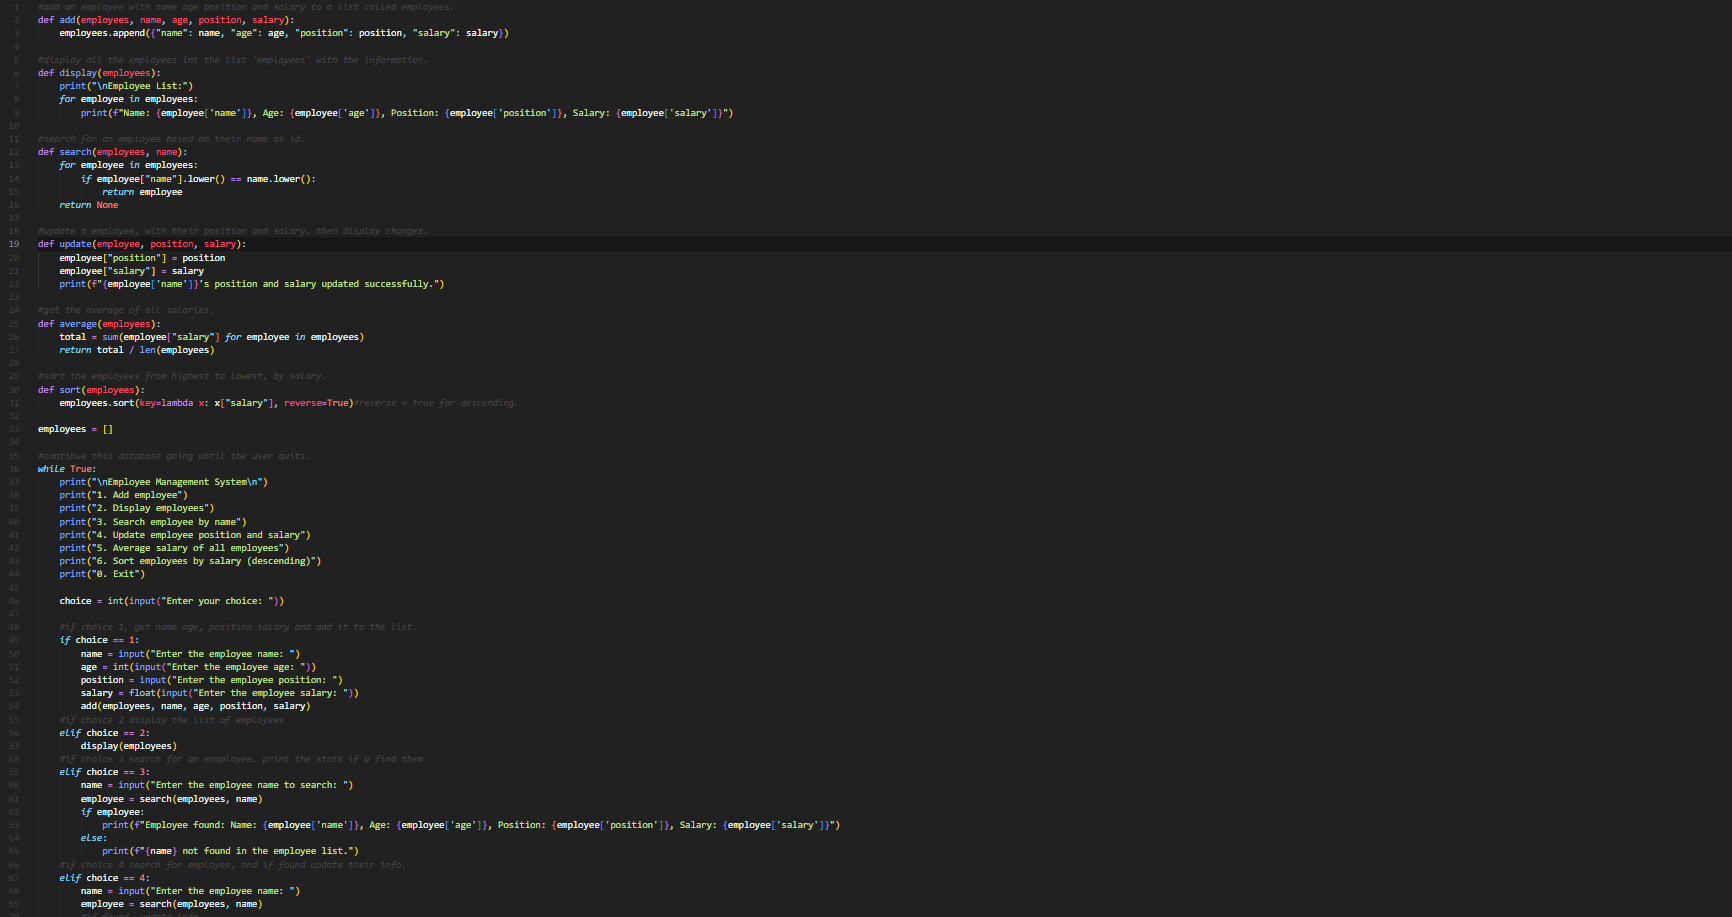 1 #add an employee with name age position and salary to a list called employees.
2 def add(employees, name, age, position, salary):
3     employees.append({"name": name, "age": age, "position": position, "salary": salary})
4
5 #display all the employees int the list 'employees' with the information.
6 def display(employees):
7     print("\nEmployee List:")
8     for employee in employees:
9         print(f"Name: {employee['name']}, Age: {employee['age']}, Position: {employee['position']}, Salary: {employee['salary']}")
10
11 #search for an employee based on their name as id.
12 def search(employees, name):
13     for employee in employees:
14         if employee["name"].lower() == name.lower():
15             return employee
16     return None
17
18 #update a employee, with their position and salary. then display changes.
19 def update(employee, position, salary):
20     employee["position"] = position
21     employee["salary"] = salary
22     print(f"{employee['name']}'s position and salary updated successfully.")
23
24 #get the average of all salaries.
25 def average(employees):
26     total = sum(employee["salary"] for employee in employees)
27     return total / len(employees)
28
29 #sort the employees from highest to lowest, by salary.
30 def sort(employees):
31     employees.sort(key=lambda x: x["salary"], reverse=True)#reverse = true for descending.
32
33 employees = []
34
35 #continue this database going until the user quits.
36 while True:
37     print("\nEmployee Management System\n")
38     print("1. Add employee")
39     print("2. Display employees")
40     print("3. Search employee by name")
41     print("4. Update employee position and salary")
42     print("5. Average salary of all employees")
43     print("6. Sort employees by salary (descending)")
44     print("0. Exit")
45
46     choice = int(input("Enter your choice: "))
47
48     #if choice 1, get name age, position salary and add it to the list.
49     if choice == 1:
50         name = input("Enter the employee name: ")
51         age = int(input("Enter the employee age: "))
52         position = input("Enter the employee position: ")
53         salary = float(input("Enter the employee salary: "))
54         add(employees, name, age, position, salary)
55     #if choice 2 display the list of employees
56     elif choice == 2:
57         display(employees)
58     #if choice 3 search for an eomployee. print the stats if u find them
59     elif choice == 3:
60         name = input("Enter the employee name to search: ")
61         employee = search(employees, name)
62         if employee:
63             print(f"Employee found: Name: {employee['name']}, Age: {employee['age']}, Position: {employee['position']}, Salary: {employee['salary']}")
64         else:
65             print(f"{name} not found in the employee list.")
66     #if choice 4 search for employee, and if found update their info.
67     elif choice == 4:
68         name = input("Enter the employee name: ")
69         employee = search(employees, name)
70         #if found, update info